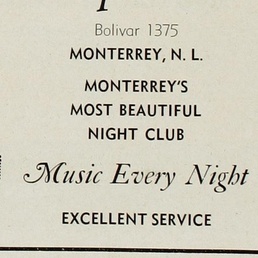 Bolivar 1375
MONTERREY, N. L.
MONTERREY'S
MOST BEAUTIFUL
NIGHT CLUB
Music Every Night
EXCELLENT SERVICE